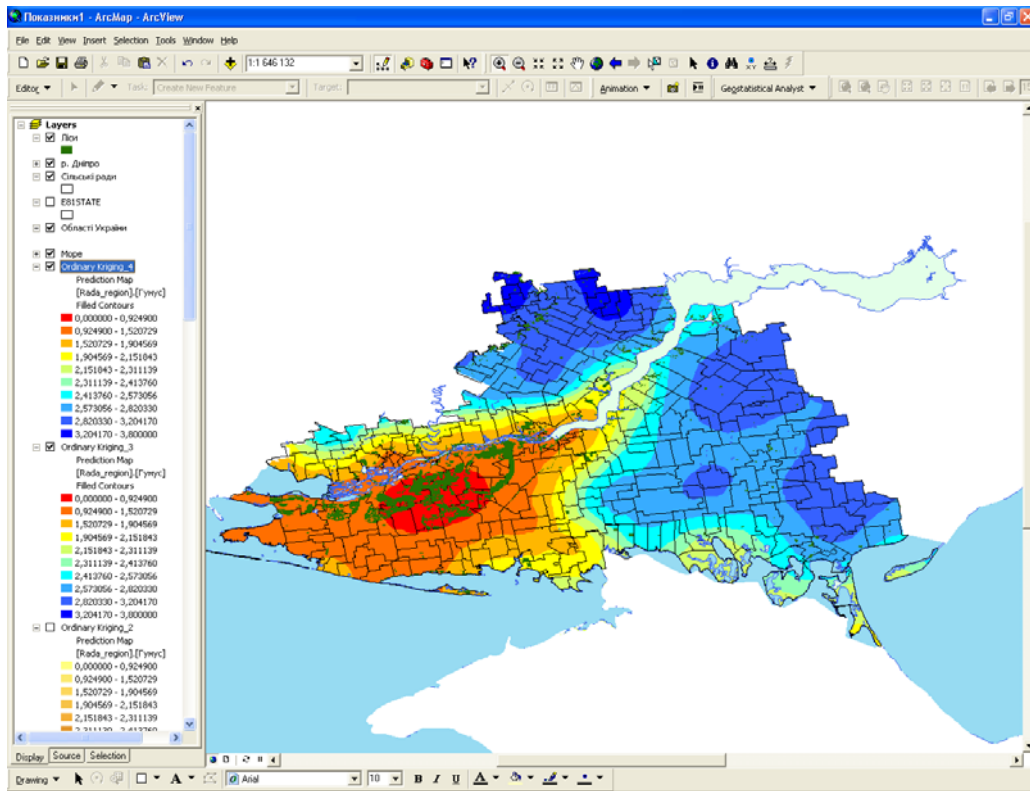 Показники1 - ArcMap - ArcView
File Edit View Insert Selection Tools Window Help
1:1 646 132
Editor Task: Create New Feature Target: Animation Geostatistical Analyst
Layers
Ліси
р. Дніпро
Сільські ради
E81STATE
Області України
Море
Ordinary Kriging_4
Prediction Map
[Rada_region].[Гумус]
Filled Contours
0,000000 - 0,924900
0,924900 - 1,520729
1,520729 - 1,904569
1,904569 - 2,151843
2,151843 - 2,311139
2,311139 - 2,413760
2,413760 - 2,573056
2,573056 - 2,820330
2,820330 - 3,204170
3,204170 - 3,800000
Ordinary Kriging_3
Prediction Map
[Rada_region].[Гумус]
Filled Contours
0,000000 - 0,924900
0,924900 - 1,520729
1,520729 - 1,904569
1,904569 - 2,151843
2,151843 - 2,311139
2,311139 - 2,413760
2,413760 - 2,573056
2,573056 - 2,820330
2,820330 - 3,204170
3,204170 - 3,800000
Ordinary Kriging_2
Prediction Map
[Rada_region].[Гумус]
0,000000 - 0,924900
0,924900 - 1,520729
1,520729 - 1,904569
1,904569 - 2,151843
2,151843 - 2,311139
2,311139 - 2,413760
Display Source Selection
Drawing A Arial 10 B I U A